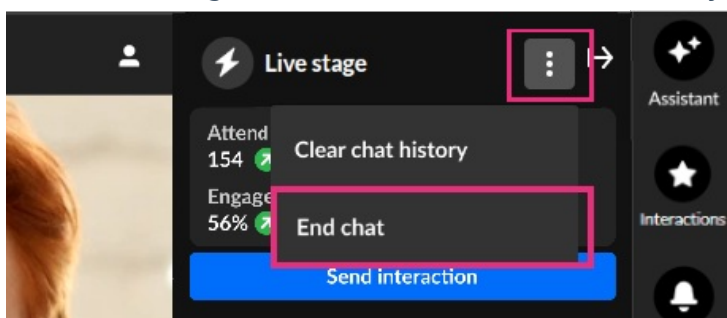 Live stage
Assistant
Attend
154
Clear chat history
Engage
56%
End chat
Interactions
Send interaction